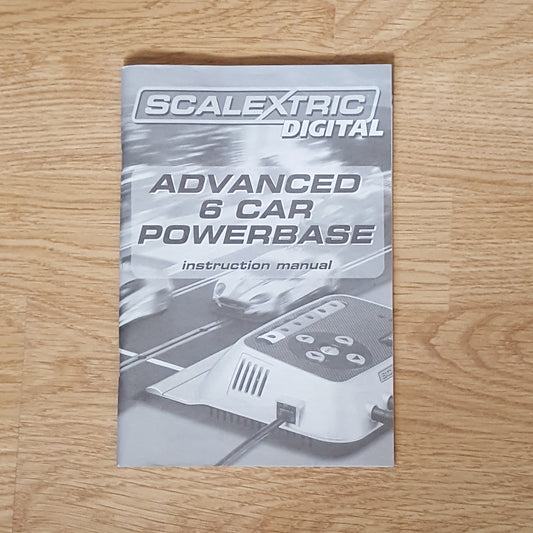 SCALEXTRIC
DIGITAL
ADVANCED
6 CAR
POWERBASE
instruction manual